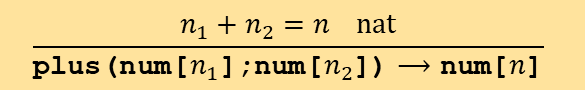 n₁ + n₂ = n nat
plus(num[n₁];num[n₂]) ⟶ num[n]